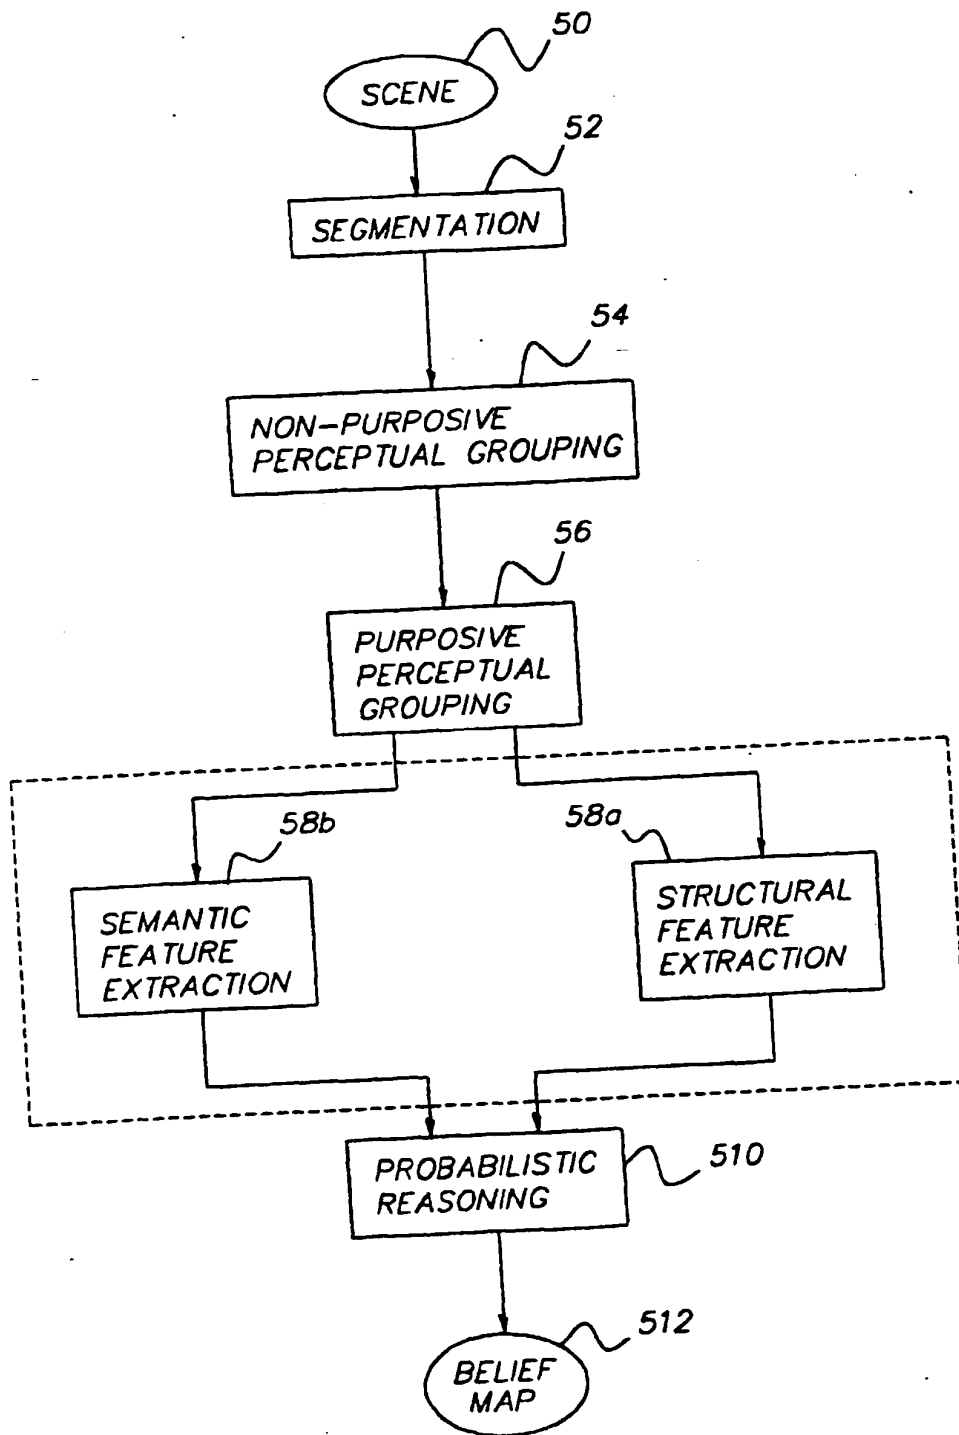 50
SCENE
52
SEGMENTATION
54
NON-PURPOSIVE
PERCEPTUAL GROUPING
56
PURPOSIVE
PERCEPTUAL
GROUPING
58b
58a
SEMANTIC
FEATURE
EXTRACTION
STRUCTURAL
FEATURE
EXTRACTION
PROBABILISTIC
REASONING
510
512
BELIEF
MAP